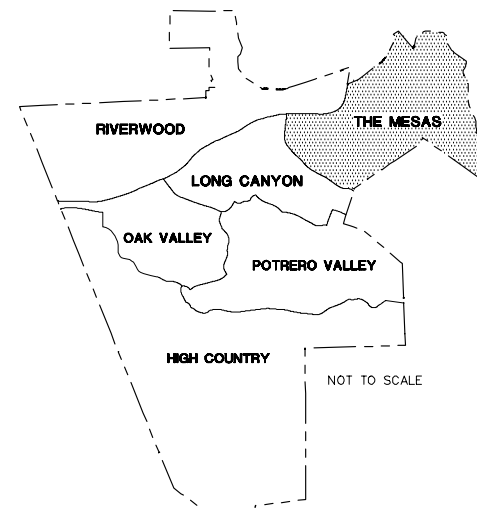 THE MESAS
RIVERWOOD
LONG CANYON
OAK VALLEY
POTRERO VALLEY
HIGH COUNTRY
NOT TO SCALE